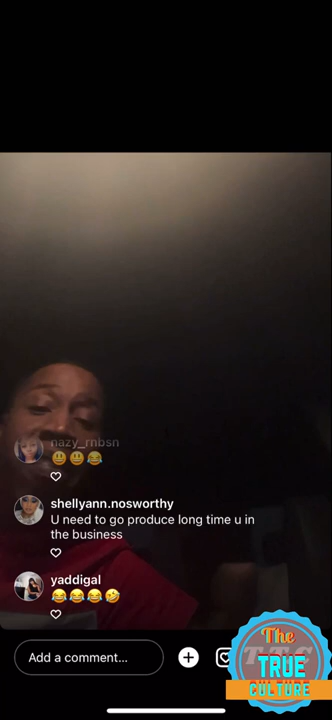 nazy_rnbsn
😃😃😂
shellyann.nosworthy
U need to go produce long time u in
the business
yaddigal
😂😂😂🤣
Add a comment...
The
T.T.C
TRUE
CULTURE